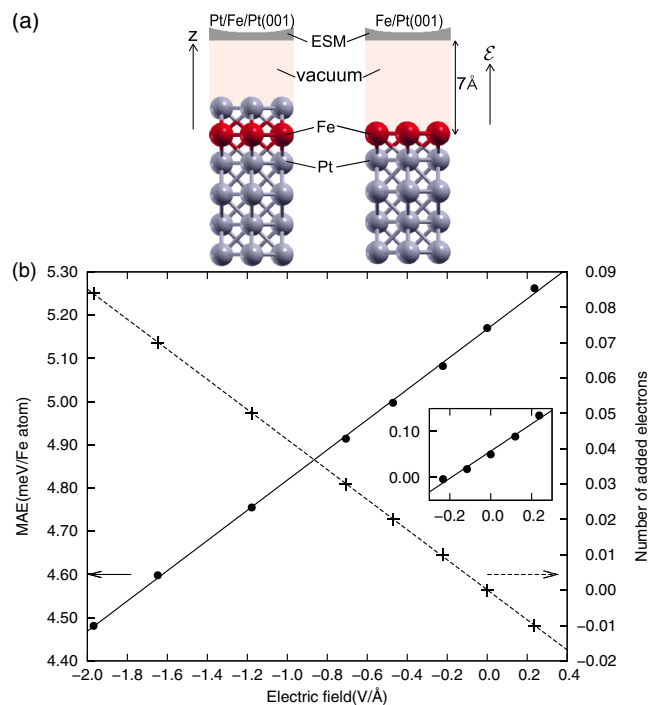 (a)
Pt/Fe/Pt(001)
Fe/Pt(001)
z
ESM
ℰ
vacuum
7Å
Fe
Pt
(b)
5.30
5.20
5.10
5.00
4.90
4.80
4.70
4.60
4.50
4.40
MAE(meV/Fe atom)
0.09
0.08
0.07
0.06
0.05
0.04
0.03
0.02
0.01
0.00
−0.01
−0.02
Number of added electrons
0.10
0.00
−0.2
0.0
0.2
−2.0 −1.8 −1.6 −1.4 −1.2 −1.0 −0.8 −0.6 −0.4 −0.2 0.0 0.2 0.4
Electric field(V/Å)